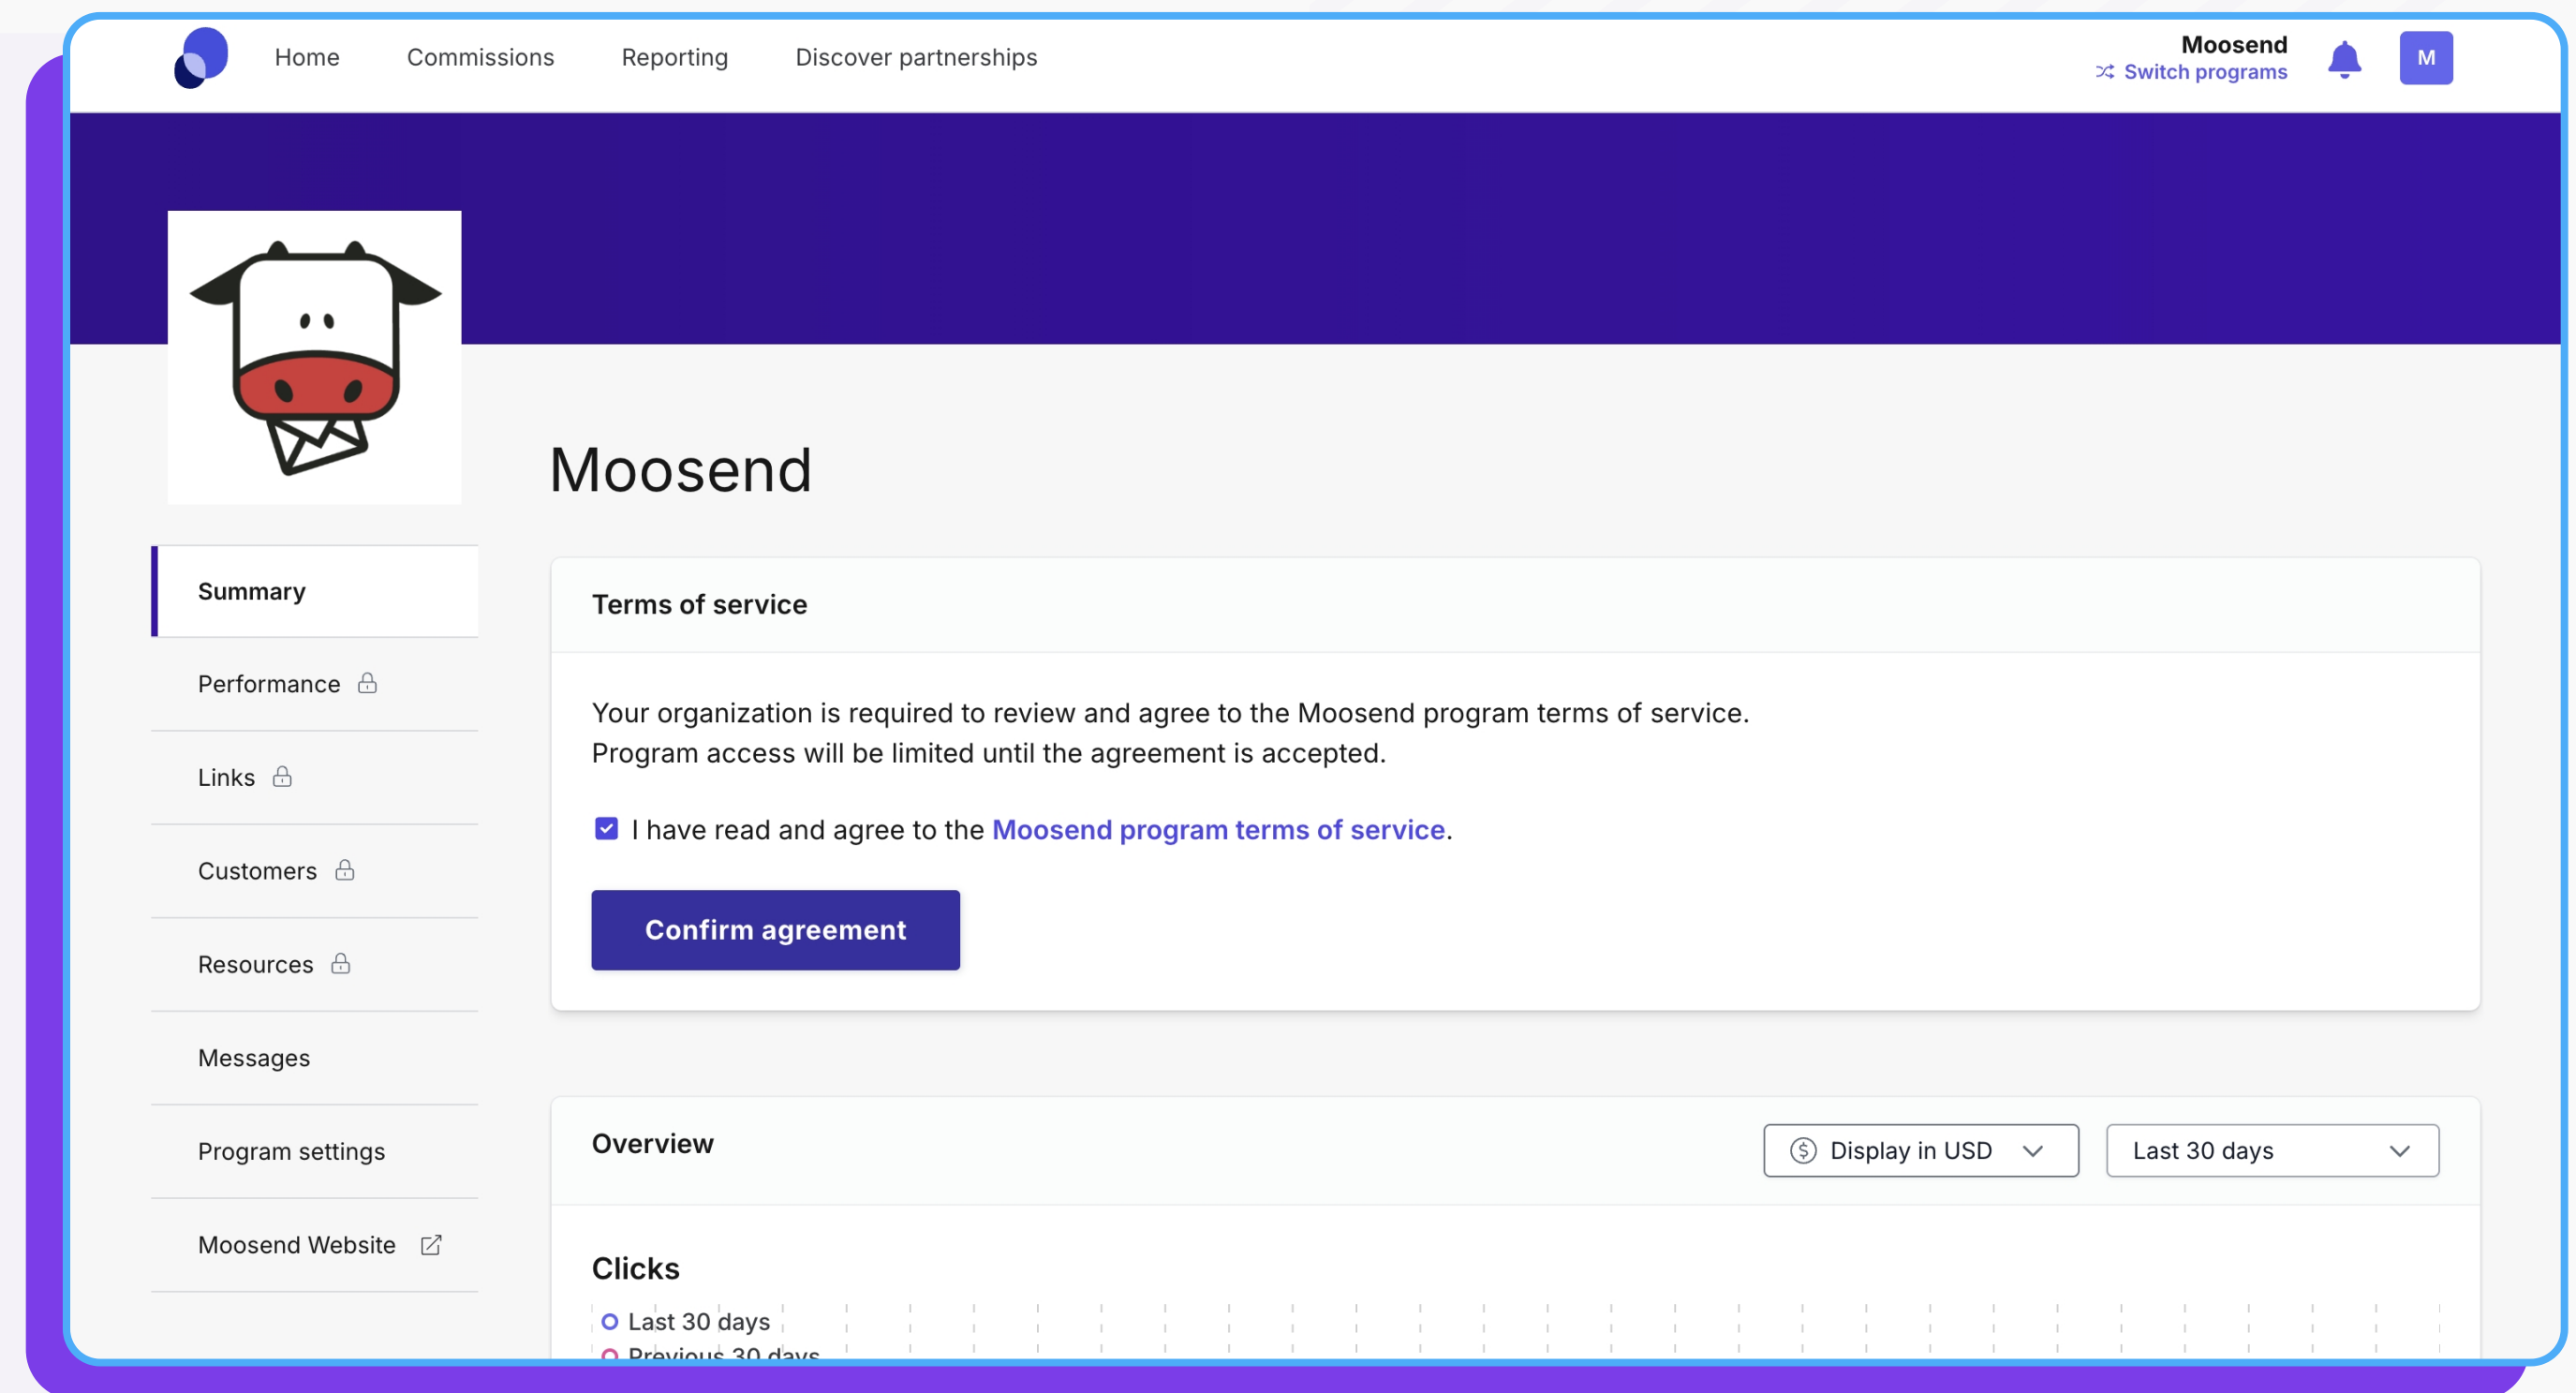 Home
Commissions
Reporting
Discover partnerships
Moosend
Switch programs
M
Moosend
Summary
Performance
Links
Customers
Resources
Messages
Program settings
Moosend Website
Terms of service
Your organization is required to review and agree to the Moosend program terms of service.
Program access will be limited until the agreement is accepted.
I have read and agree to the Moosend program terms of service.
Confirm agreement
Overview
Display in USD
Last 30 days
Clicks
Last 30 days
Previous 30 days